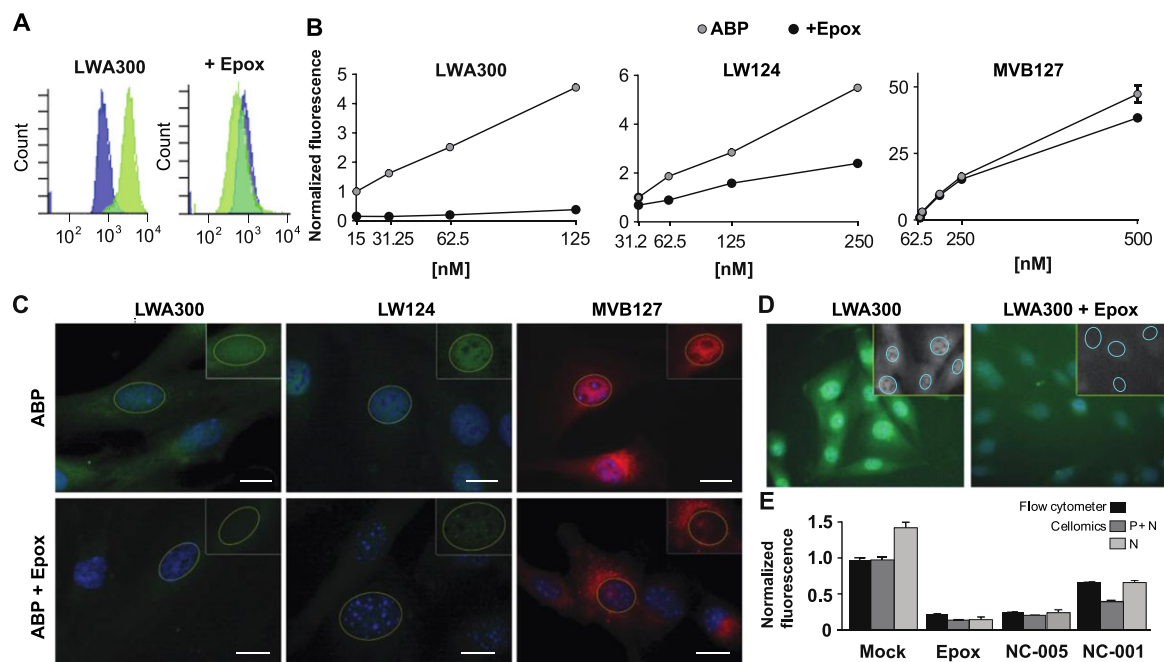 A
LWA300
+ Epox
Count
Count
10² 10³ 10⁴
10² 10³ 10⁴
B
ABP
+Epox
LWA300
LW124
MVB127
Normalized fluorescence
5
4
3
2
1
0
15 31.25 62.5 125
[nM]
6
4
2
0
31.2 62.5 125 250
[nM]
50
25
0
62.5 250 500
[nM]
C
LWA300
LW124
MVB127
ABP
ABP + Epox
D
LWA300
LWA300 + Epox
E
Flow cytometer
Cellomics
P+ N
N
Normalized
fluorescence
1.5
1.0
0.5
0
Mock
Epox
NC-005
NC-001